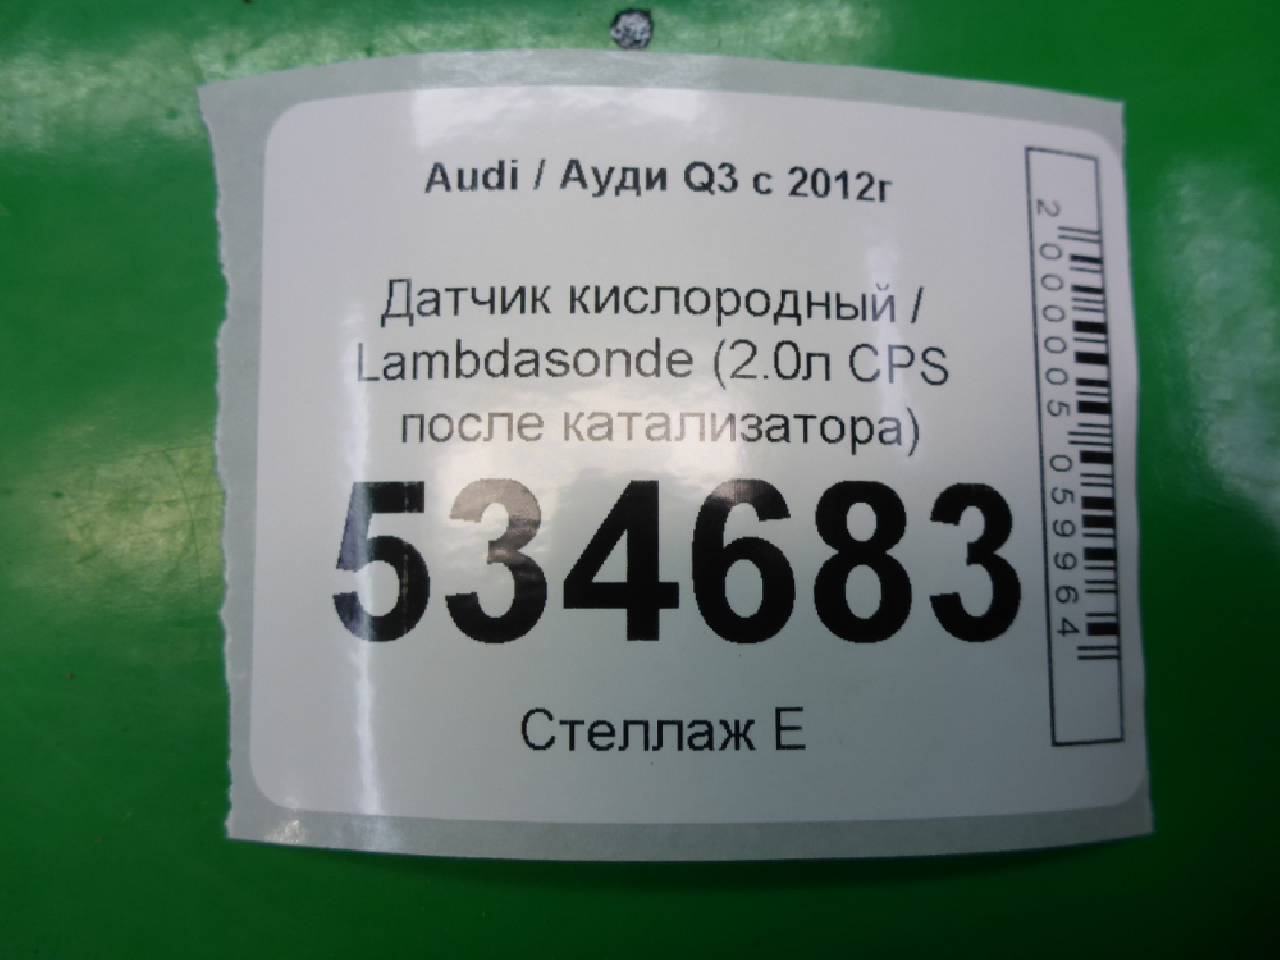 Audi / Ауди Q3 с 2012г
Датчик кислородный /
Lambdasonde (2.0л CPS
после катализатора)
534683
Стеллаж Е
2000005059964